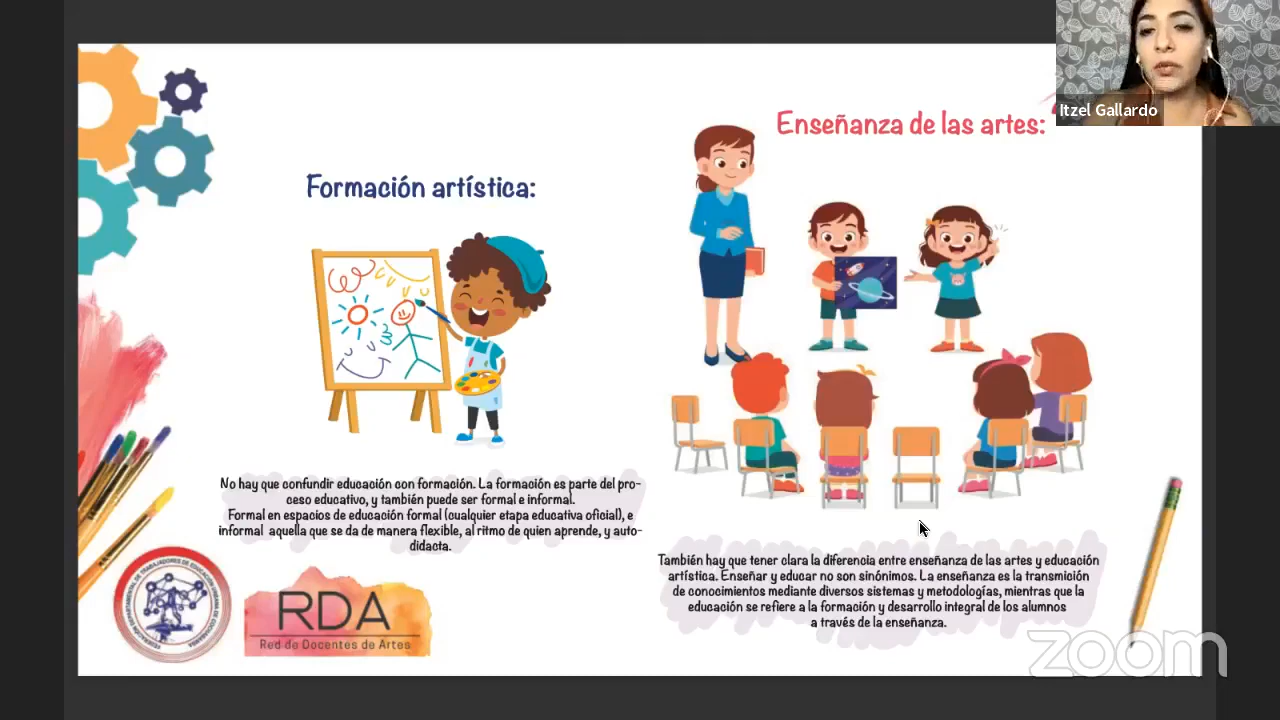 Itzel Gallardo
Enseñanza de las artes:
Formación artística:
No hay que confundir educación con formación. La formación es parte del pro-
ceso educativo, y también puede ser formal e informal.
Formal en espacios de educación formal (cualquier etapa educativa oficial), e
informal aquella que se da de manera flexible, al ritmo de quien aprende, y auto-
didacta.
También hay que tener clara la diferencia entre enseñanza de las artes y educación
artística. Enseñar y educar no son sinónimos. La enseñanza es la transmición
de conocimientos mediante diversos sistemas y metodologías, mientras que la
educación se refiere a la formación y desarrollo integral de los alumnos
a través de la enseñanza.
RDA
Red de Docentes de Artes
zoom